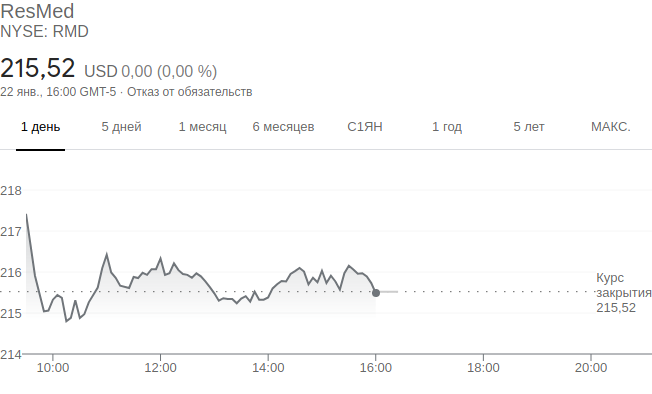 ResMed
NYSE: RMD
215,52 USD 0,00 (0,00 %)
22 янв., 16:00 GMT-5 · Отказ от обязательств
1 день 5 дней 1 месяц 6 месяцев С1ЯН 1 год 5 лет МАКС.
218
217
216
215
214
Курс
закрытия
215,52
10:00 12:00 14:00 16:00 18:00 20:00